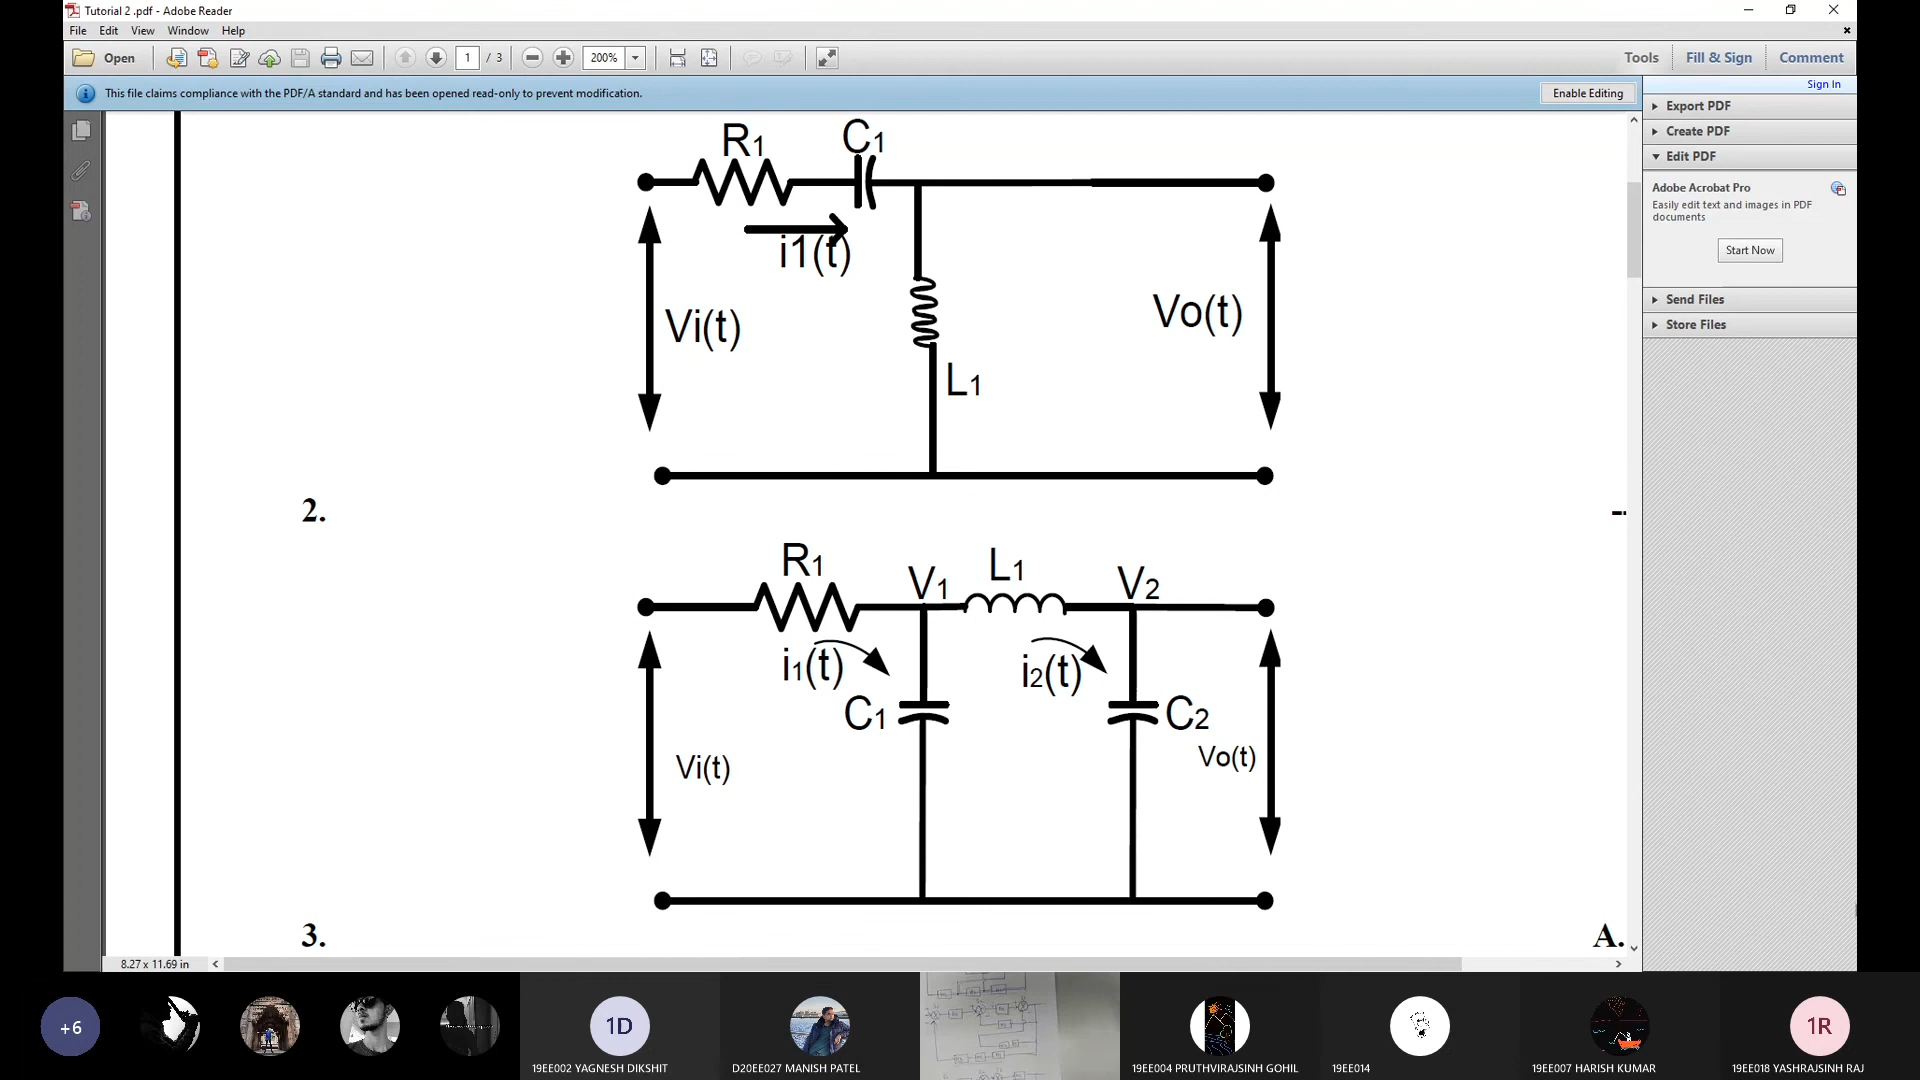 Tutorial 2 .pdf - Adobe Reader
File Edit View Window Help
Open 1 / 3 200% Tools Fill & Sign Comment
This file claims compliance with the PDF/A standard and has been opened read-only to prevent modification. Enable Editing
Sign In
Export PDF
Create PDF
Edit PDF
Adobe Acrobat Pro
Easily edit text and images in PDF
documents
Start Now
Send Files
Store Files
R1 C1
i1(t)
Vi(t) Vo(t)
L1
2.
R1 V1 L1 V2
i1(t) i2(t)
C1 C2
Vi(t) Vo(t)
3. A.
8.27 x 11.69 in
+6 1D 1R
19EE002 YAGNESH DIKSHIT D20EE027 MANISH PATEL 19EE004 PRUTHVIRAJSINH GOHIL 19EE014 19EE007 HARISH KUMAR 19EE018 YASHRAJSINH RAJ